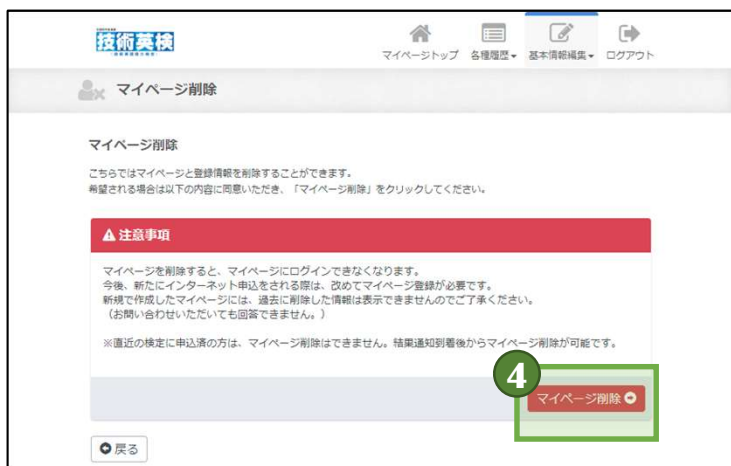 技術英検
マイページトップ 各種履歴 基本情報編集 ログアウト
マイページ削除
マイページ削除
こちらではマイページと登録情報を削除することができます。
希望される場合は以下の内容に同意いただき、「マイページ削除」をクリックしてください。
注意事項
マイページを削除すると、マイページにログインできなくなります。
今後、新たにインターネット申込をされる際は、改めてマイページ登録が必要です。
新規で作成したマイページには、過去に削除した情報は表示できませんのでご了承ください。
（お問い合わせいただいても回答できません。）
※直近の検定に申込済の方は、マイページ削除はできません。結果通知到着後からマイページ削除が可能です。
4
マイページ削除
戻る